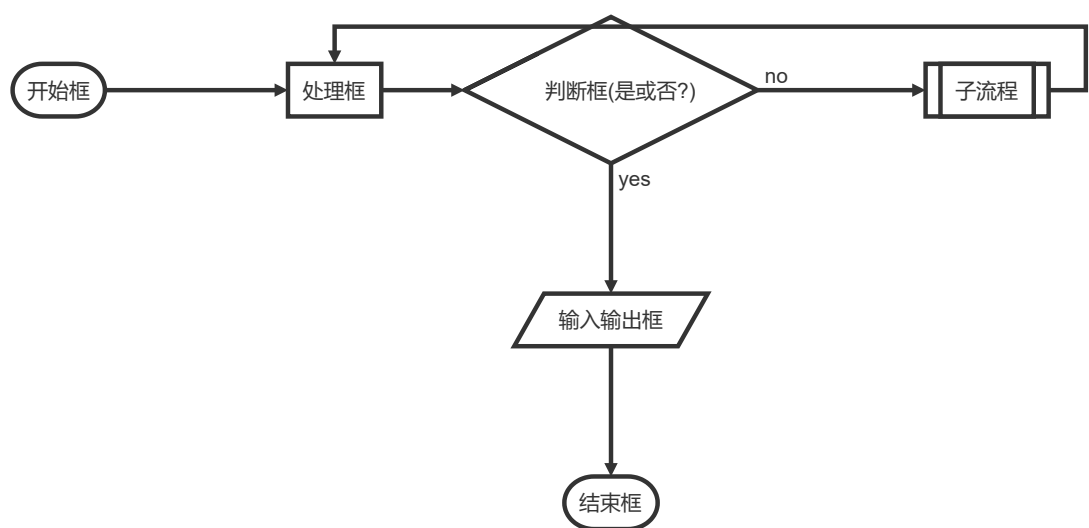 开始框
处理框
判断框(是或否?)
no
子流程
yes
输入输出框
结束框